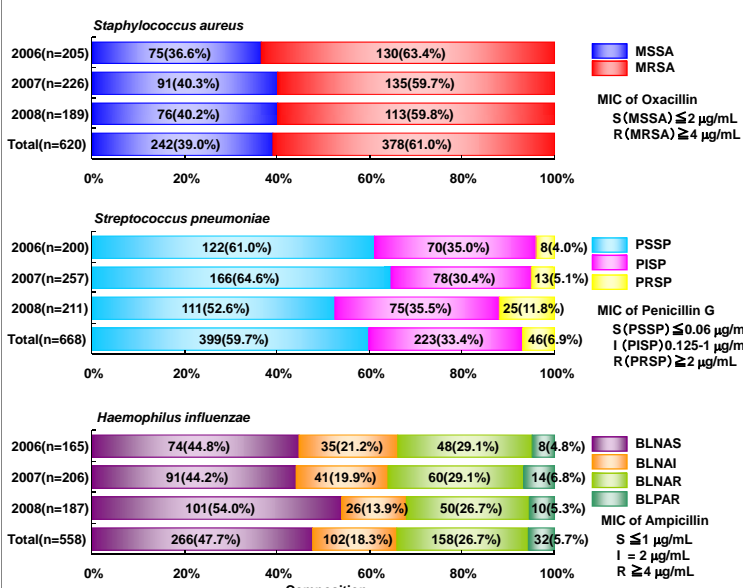 Staphylococcus aureus
2006(n=205) 75(36.6%) 130(63.4%)
2007(n=226) 91(40.3%) 135(59.7%)
2008(n=189) 76(40.2%) 113(59.8%)
Total(n=620) 242(39.0%) 378(61.0%)
0% 20% 40% 60% 80% 100%
MSSA
MRSA
MIC of Oxacillin
S(MSSA)≦2 μg/mL
R(MRSA)≧4 μg/mL
Streptococcus pneumoniae
2006(n=200) 122(61.0%) 70(35.0%) 8(4.0%)
2007(n=257) 166(64.6%) 78(30.4%) 13(5.1%)
2008(n=211) 111(52.6%) 75(35.5%) 25(11.8%)
Total(n=668) 399(59.7%) 223(33.4%) 46(6.9%)
0% 20% 40% 60% 80% 100%
PSSP
PISP
PRSP
MIC of Penicillin G
S(PSSP)≦0.06 μg/m
I (PISP)0.125-1 μg/m
R(PRSP)≧2 μg/mL
Haemophilus influenzae
2006(n=165) 74(44.8%) 35(21.2%) 48(29.1%) 8(4.8%)
2007(n=206) 91(44.2%) 41(19.9%) 60(29.1%) 14(6.8%)
2008(n=187) 101(54.0%) 26(13.9%) 50(26.7%) 10(5.3%)
Total(n=558) 266(47.7%) 102(18.3%) 158(26.7%) 32(5.7%)
0% 20% 40% 60% 80% 100%
Composition
BLNAS
BLNAI
BLNAR
BLPAR
MIC of Ampicillin
S ≦1 μg/mL
I = 2 μg/mL
R ≧4 μg/mL